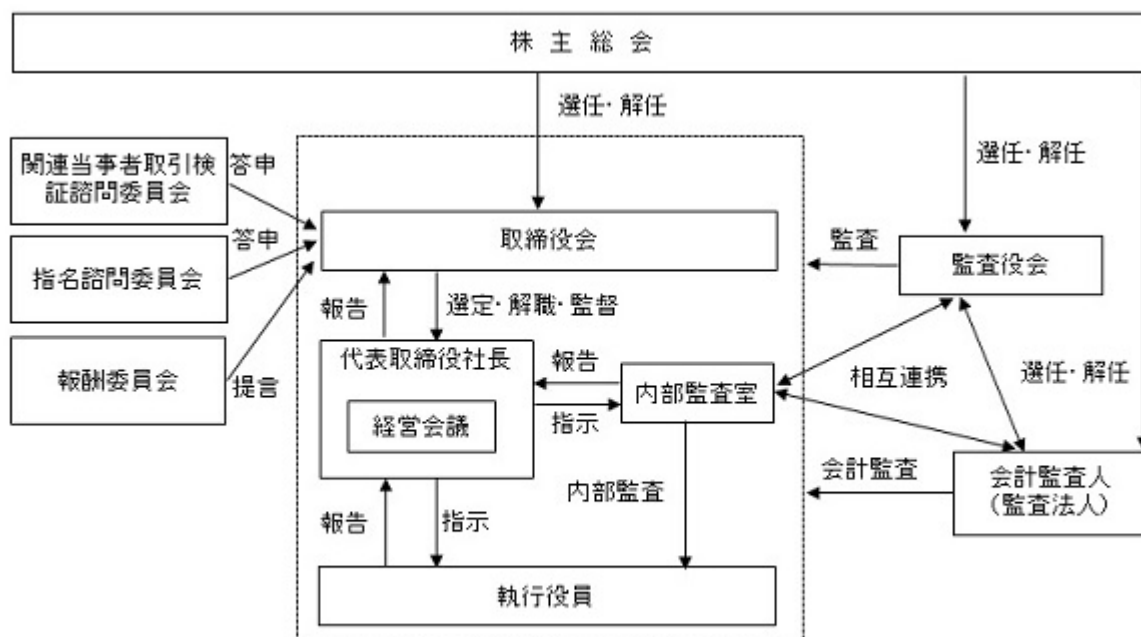 株主総会
選任・解任
選任・解任
関連当事者取引検
証諮問委員会
答申
取締役会
監査
監査役会
答申
指名諮問委員会
報告
選定・解職・監督
報酬委員会
提言
代表取締役社長
経営会議
報告
指示
内部監査室
相互連携
選任・解任
内部監査
会計監査
会計監査人
(監査法人)
報告
指示
執行役員